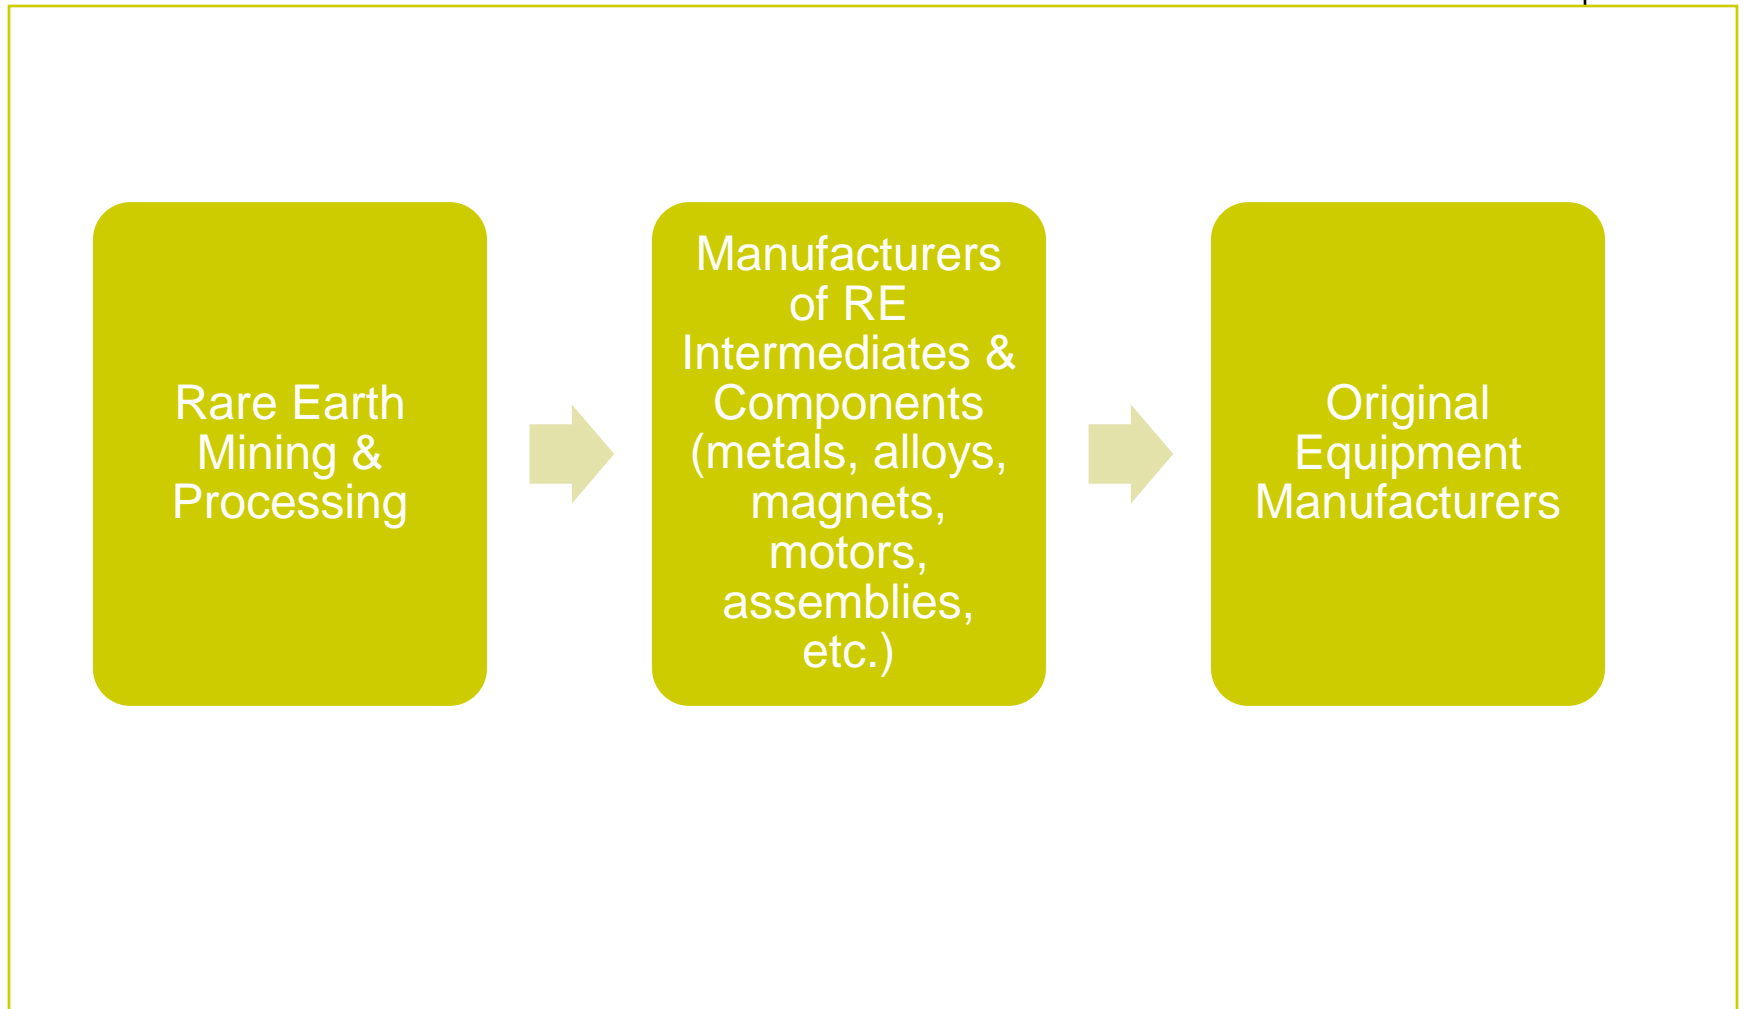 Rare Earth
Mining &
Processing
Manufacturers
of RE
Intermediates &
Components
(metals, alloys,
magnets,
motors,
assemblies,
etc.)
Original
Equipment
Manufacturers